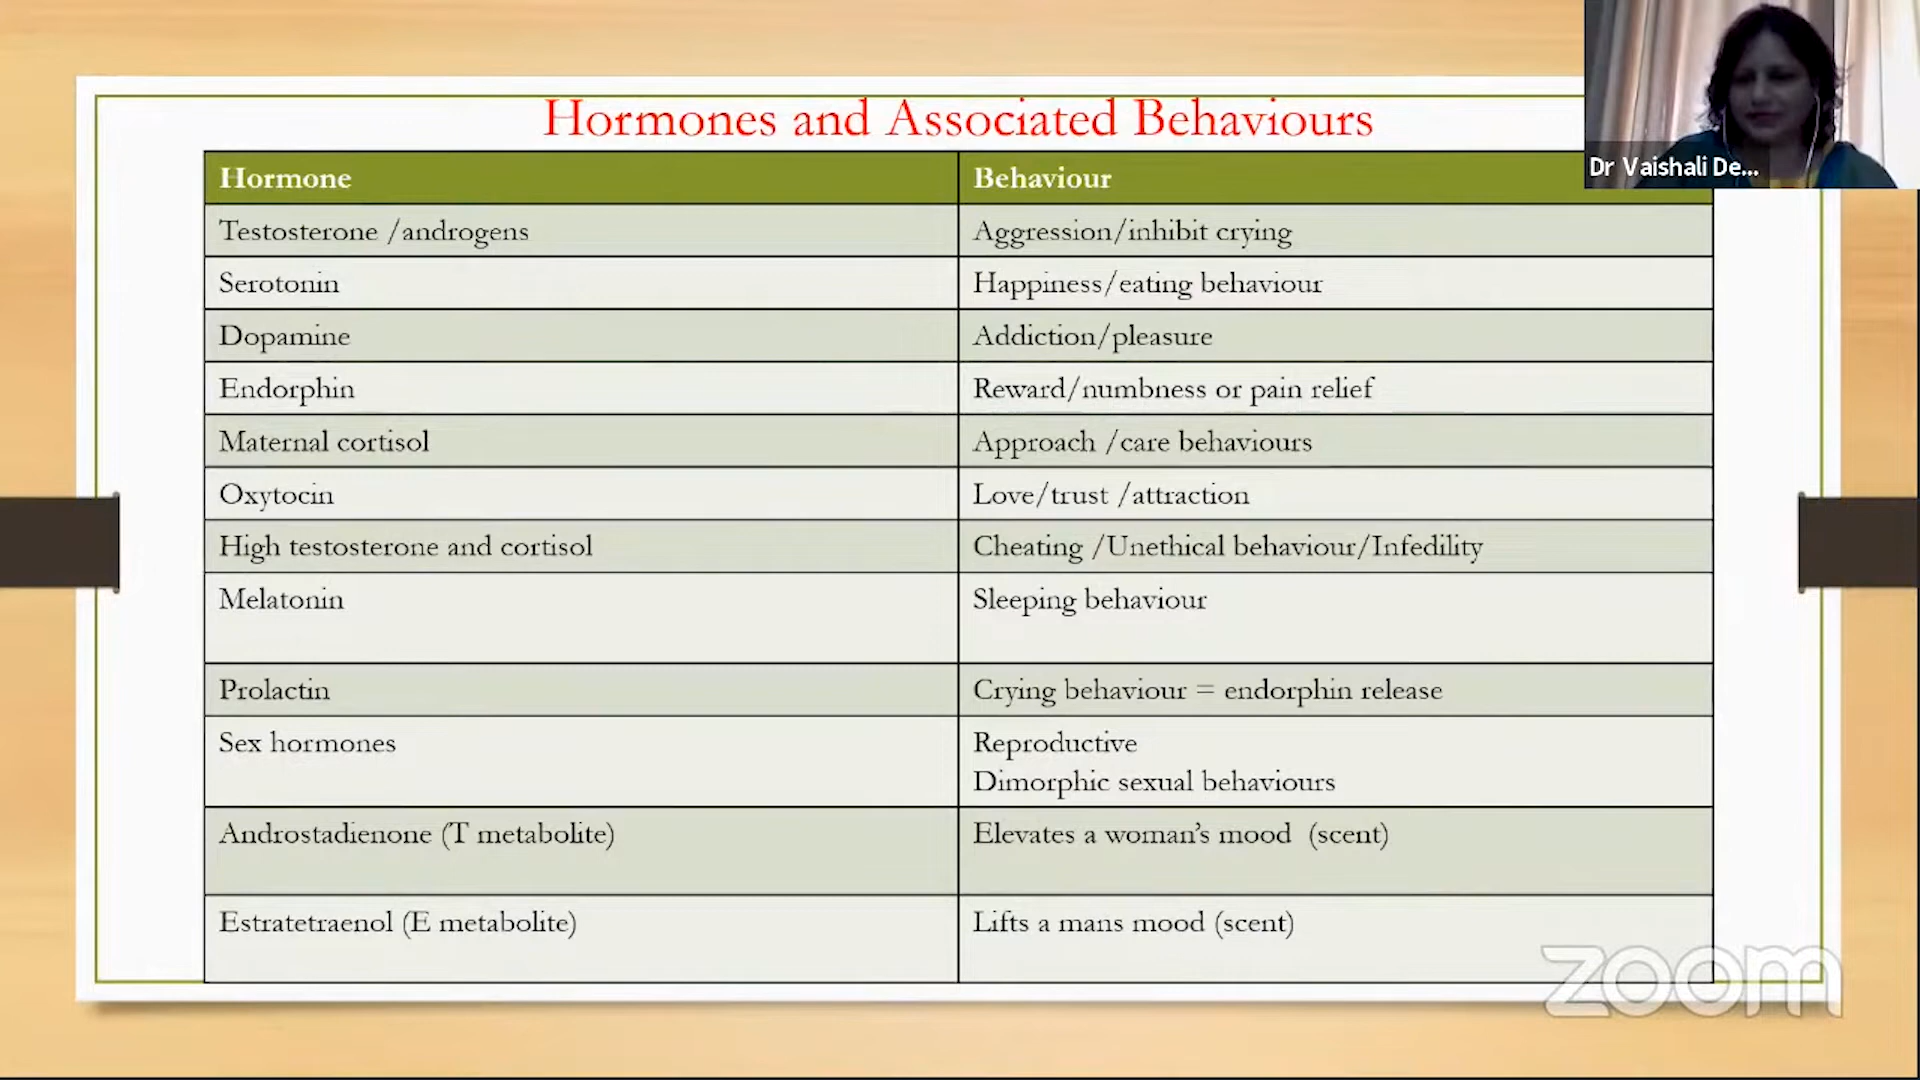 Hormones and Associated Behaviours
Dr Vaishali De...
Hormone Behaviour
Testosterone /androgens Aggression/inhibit crying
Serotonin Happiness/eating behaviour
Dopamine Addiction/pleasure
Endorphin Reward/numbness or pain relief
Maternal cortisol Approach /care behaviours
Oxytocin Love/trust /attraction
High testosterone and cortisol Cheating /Unethical behaviour/Infedility
Melatonin Sleeping behaviour
Prolactin Crying behaviour = endorphin release
Sex hormones Reproductive
Dimorphic sexual behaviours
Androstadienone (T metabolite) Elevates a woman's mood (scent)
Estratetraenol (E metabolite) Lifts a mans mood (scent)
zoom